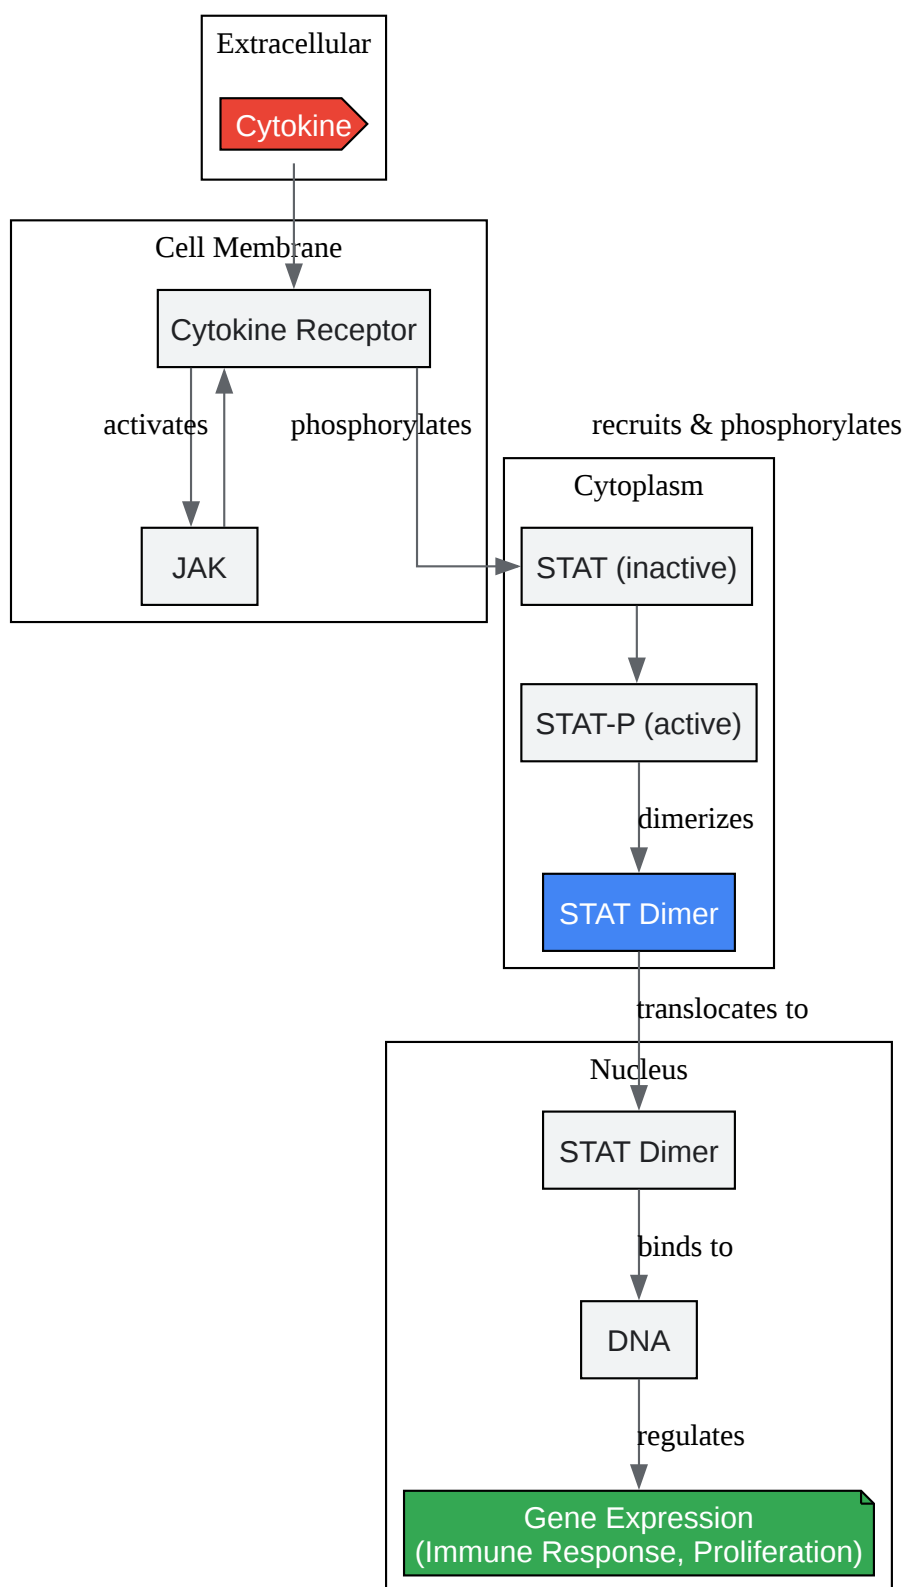 Extracellular
Cytokine
Cell Membrane
Cytokine Receptor
activates
phosphorylates
recruits & phosphorylates
JAK
Cytoplasm
STAT (inactive)
STAT-P (active)
dimerizes
STAT Dimer
translocates to
Nucleus
STAT Dimer
binds to
DNA
regulates
Gene Expression
(Immune Response, Proliferation)